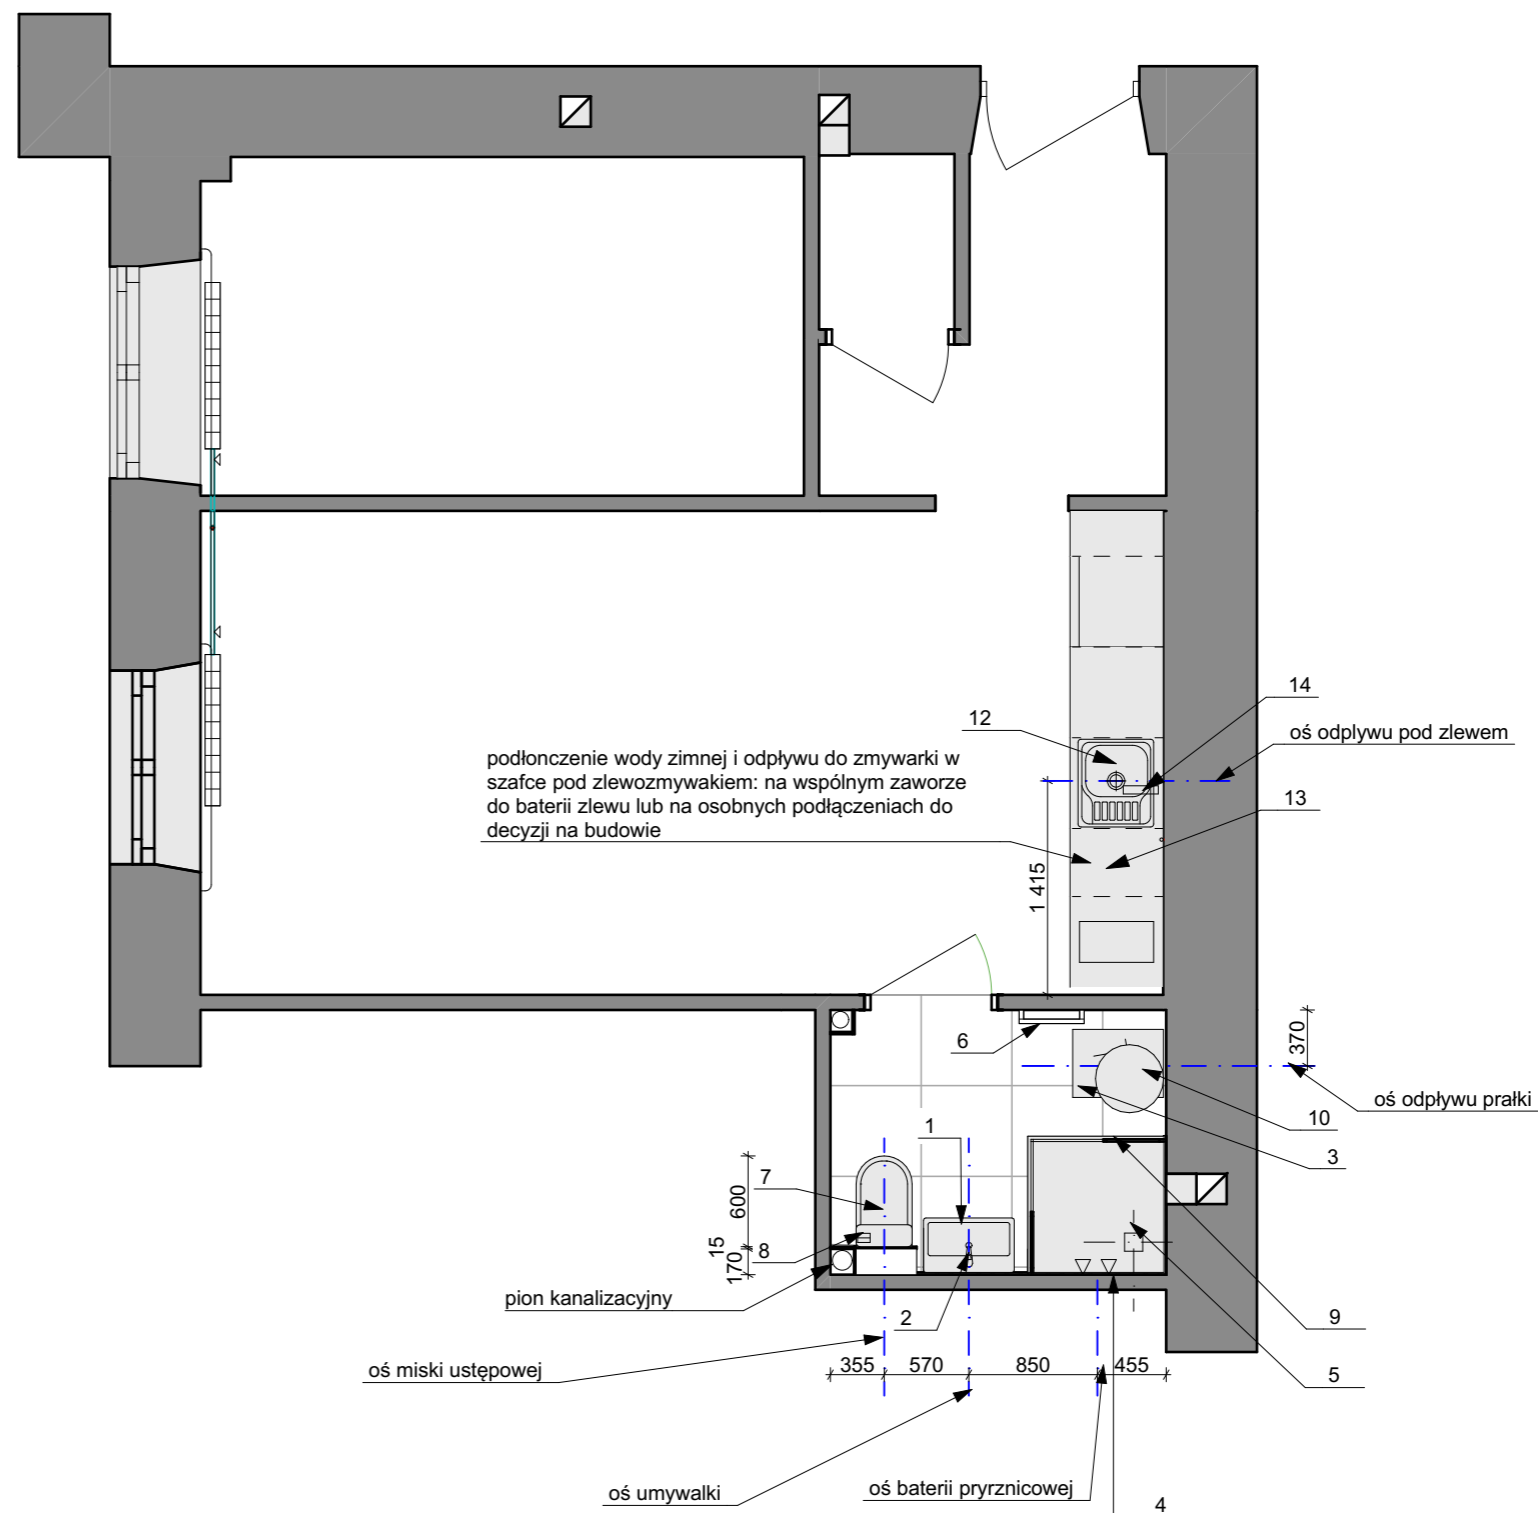 14
12
oś odplywu pod zlewem
podłonczenie wody zimnej i odpływu do zmywarki w
szafce pod zlewozmywakiem: na wspólnym zaworze
do baterii zlewu lub na osobnych podłączeniach do
decyzji na budowie
13
1 415
6
370
oś odpływu prałki
10
1
3
7
600
15
170
8
pion kanalizacyjny
2
9
355
570
850
455
oś miski ustępowej
5
oś umywalki
oś baterii pryrznicowej
4